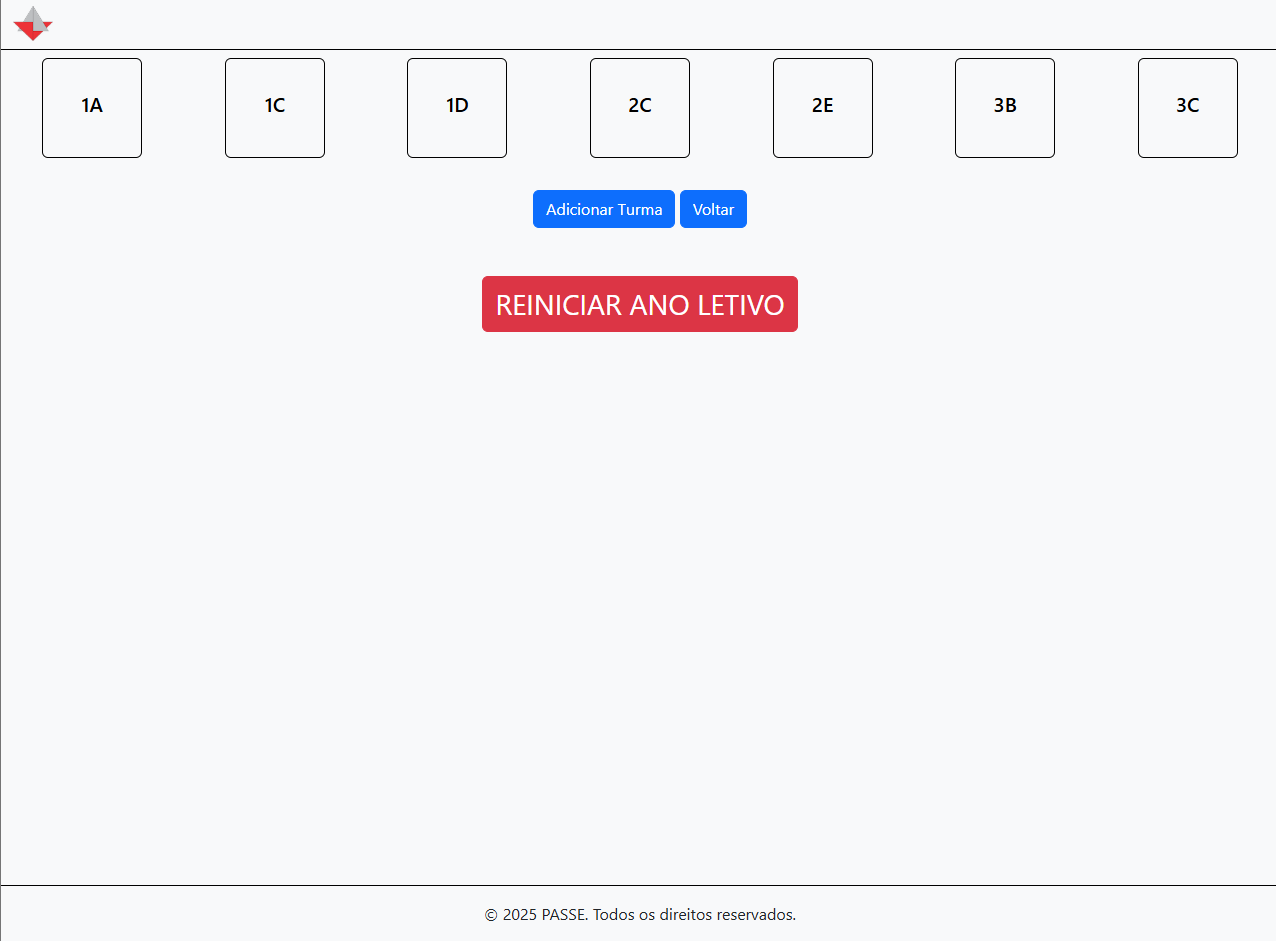 1A 1C 1D 2C 2E 3B 3C
Adicionar Turma Voltar
REINICIAR ANO LETIVO
© 2025 PASSE. Todos os direitos reservados.